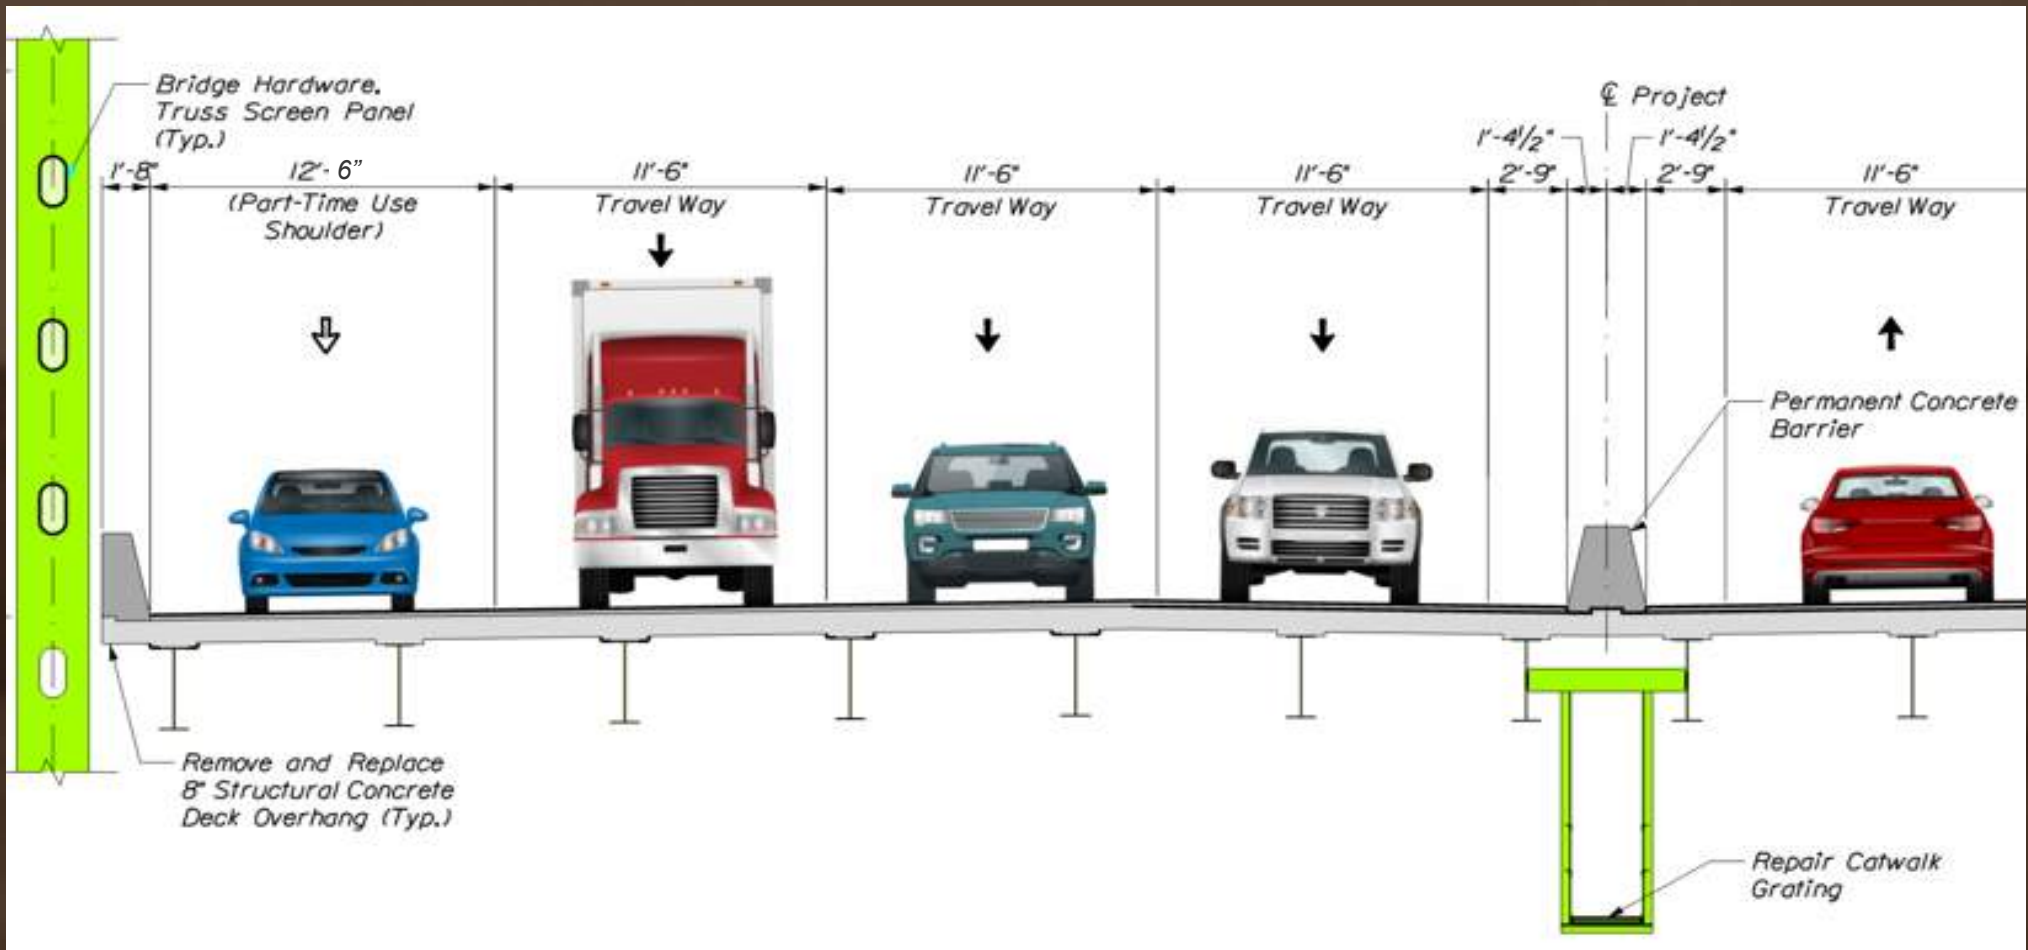 Bridge Hardware.
Truss Screen Panel
(Typ.)
℄ Project
1'-4½"
1'-4½"
1'-8"
12'-6”
11'-6"
11'-6"
11'-6"
2'-9"
2'-9"
11'-6"
(Part-Time Use
Shoulder)
Travel Way
Travel Way
Travel Way
Travel Way
Permanent Concrete
Barrier
Remove and Replace
8" Structural Concrete
Deck Overhang (Typ.)
Repair Catwalk
Grating